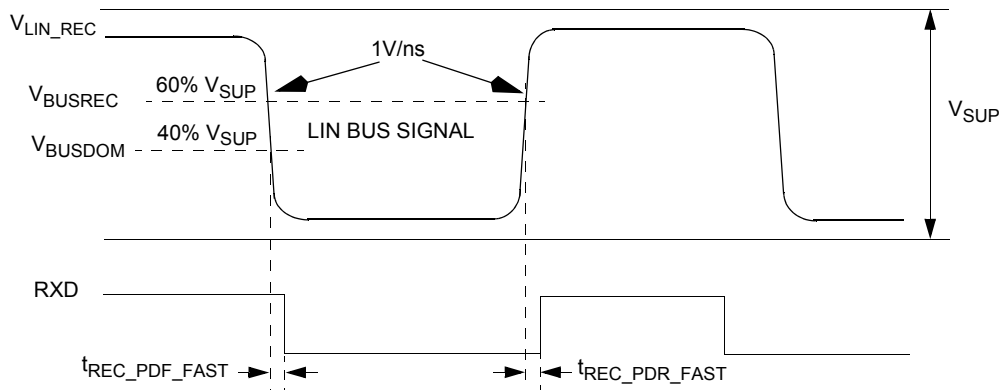 V_LIN_REC
1V/ns
60% V_SUP
V_BUSREC
V_SUP
40% V_SUP
LIN BUS SIGNAL
V_BUSDOM
RXD
t_REC_PDF_FAST
t_REC_PDR_FAST